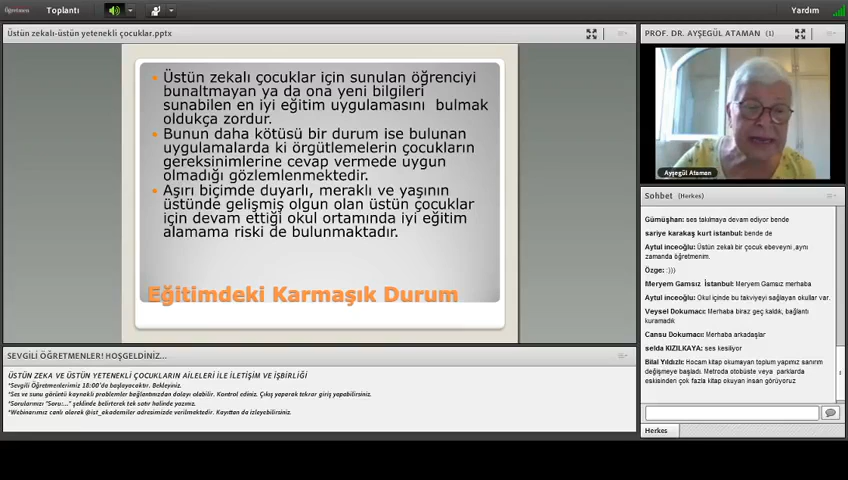 Öğretmen Toplantı Yardım
Üstün zekalı-üstün yetenekli çocuklar.pptx
Üstün zekalı çocuklar için sunulan öğrenciyi
bunaltmayan ya da ona yeni bilgileri
sunabilen en iyi eğitim uygulamasını bulmak
oldukça zordur.
Bunun daha kötüsü bir durum ise bulunan
uygulamalarda ki örgütlemelerin çocukların
gereksinimlerine cevap vermede uygun
olmadığı gözlemlenmektedir.
Aşırı biçimde duyarlı, meraklı ve yaşının
üstünde gelişmiş olgun olan üstün çocuklar
için devam ettiği okul ortamında iyi eğitim
alamama riski de bulunmaktadır.
Eğitimdeki Karmaşık Durum
SEVGİLİ ÖĞRETMENLER! HOŞGELDİNİZ...
ÜSTÜN ZEKA VE ÜSTÜN YETENEKLİ ÇOCUKLARIN AİLELERİ İLE İLETİŞİM VE İŞBİRLİĞİ
*Sevgili Öğretmenlerimiz 18:00'da başlayacaktır. Bekleyiniz.
*Ses ve sunu görüntü kaynaklı problemler bağlantınızdan dolayı olabilir. Kontrol ediniz. Çıkış yaparak tekrar giriş yapabilirsiniz.
*Sorularınızı "Soru:..." şeklinde belirterek tek satır halinde yazınız.
*Webinarımız canlı olarak @ist_akademiler adresimizde verilmektedir. Kayıttan da izleyebilirsiniz.
PROF. DR. AYŞEGÜL ATAMAN (1)
Ayşegül Ataman
Sohbet (Herkes)
Gümüşhan: ses takılmaya devam ediyor bende
sariye karakaş kurt istanbul: bende de
Aytul inceoğlu: Üstün zekalı bir çocuk ebeveyni ,aynı
zamanda öğretmenim.
Özge: :)))
Meryem Gamsız İstanbul: Meryem Gamsız merhaba
Aytul inceoğlu: Okul içinde bu takviyeyi sağlayan okullar var.
Veysel Dokumacı: Merhaba biraz geç kaldık, bağlantı
kuramadık
Cansu Dokumacı: Merhaba arkadaşlar
selda KIZILKAYA: ses kesiliyor
Bilal Yıldızlı: Hocam kitap okumayan toplum yapımız sanırım
değişmeye başladı. Metroda otobüste veya parklarda
eskisinden çok fazla kitap okuyan insan görüyoruz
Herkes